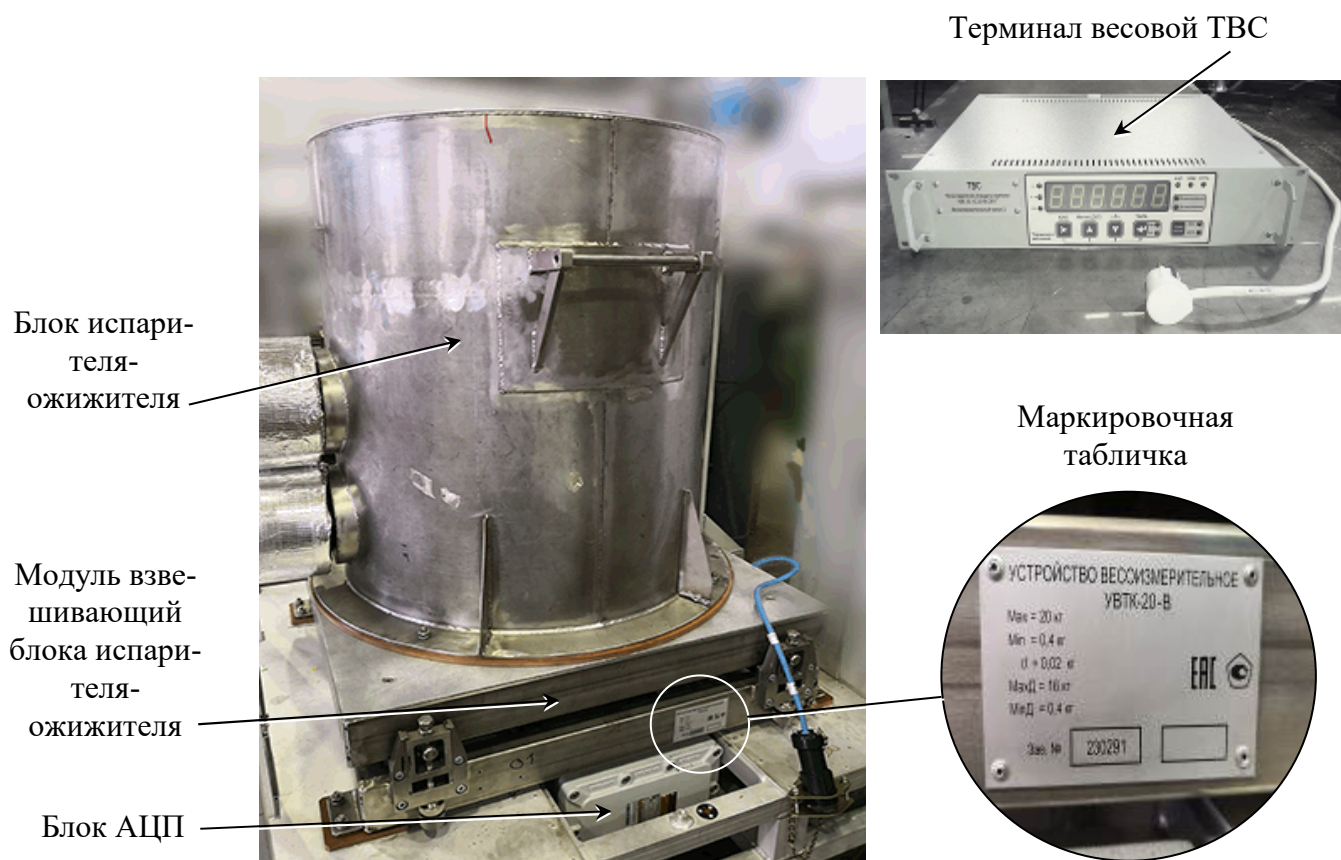 Терминал весовой ТВС
ТВС
Блок испари-
теля-
ожижителя
Маркировочная
табличка
УСТРОЙСТВО ВЕСОИЗМЕРИТЕЛЬНОЕ
УВТК-20-В
Max = 20 кг
Min = 0,4 кг
d = 0,02 кг
MaxД = 16 кг
MinД = 0,4 кг
EAC
Зав. № 230291
Модуль взве-
шивающий
блока испари-
теля-
ожижителя
01
Блок АЦП